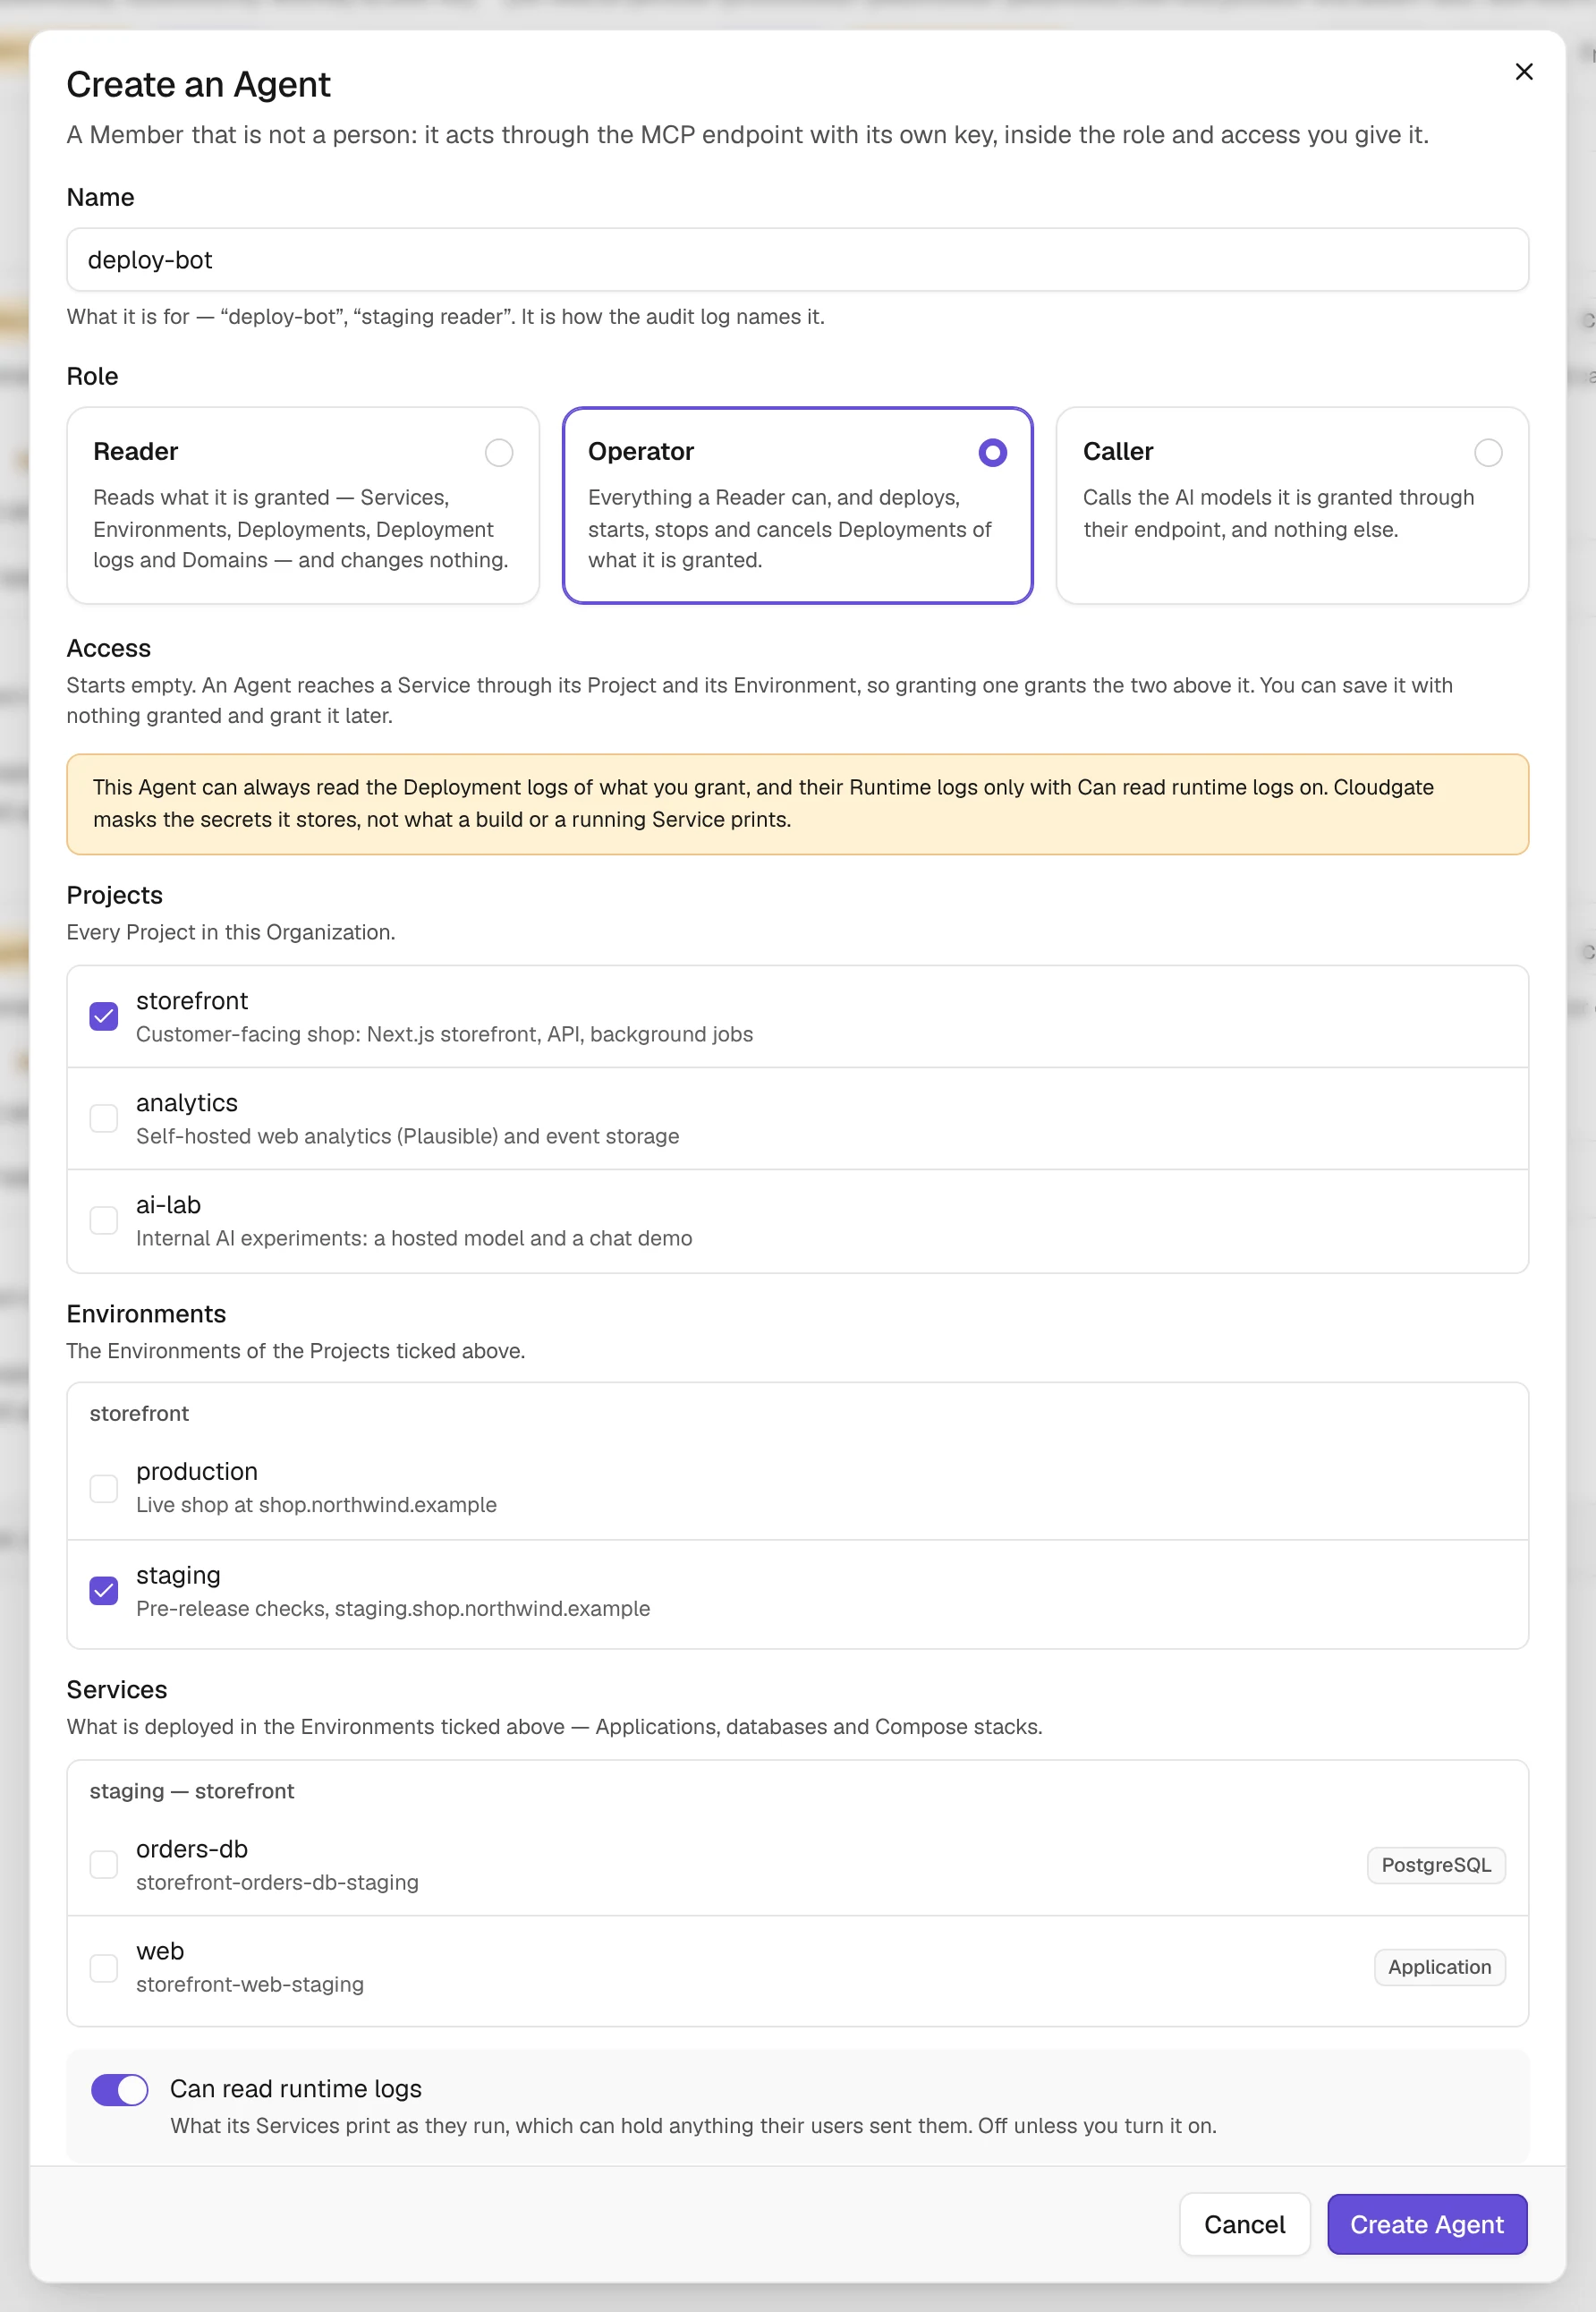 Create an Agent
A Member that is not a person: it acts through the MCP endpoint with its own key, inside the role and access you give it.
Name
deploy-bot
What it is for — “deploy-bot”, “staging reader”. It is how the audit log names it.
Role
Reader
Reads what it is granted — Services,
Environments, Deployments, Deployment
logs and Domains — and changes nothing.
Operator
Everything a Reader can, and deploys,
starts, stops and cancels Deployments of
what it is granted.
Caller
Calls the AI models it is granted through
their endpoint, and nothing else.
Access
Starts empty. An Agent reaches a Service through its Project and its Environment, so granting one grants the two above it. You can save it with
nothing granted and grant it later.
This Agent can always read the Deployment logs of what you grant, and their Runtime logs only with Can read runtime logs on. Cloudgate
masks the secrets it stores, not what a build or a running Service prints.
Projects
Every Project in this Organization.
storefront
Customer-facing shop: Next.js storefront, API, background jobs
analytics
Self-hosted web analytics (Plausible) and event storage
ai-lab
Internal AI experiments: a hosted model and a chat demo
Environments
The Environments of the Projects ticked above.
storefront
production
Live shop at shop.northwind.example
staging
Pre-release checks, staging.shop.northwind.example
Services
What is deployed in the Environments ticked above — Applications, databases and Compose stacks.
staging — storefront
orders-db
storefront-orders-db-staging
PostgreSQL
web
storefront-web-staging
Application
Can read runtime logs
What its Services print as they run, which can hold anything their users sent them. Off unless you turn it on.
Cancel
Create Agent